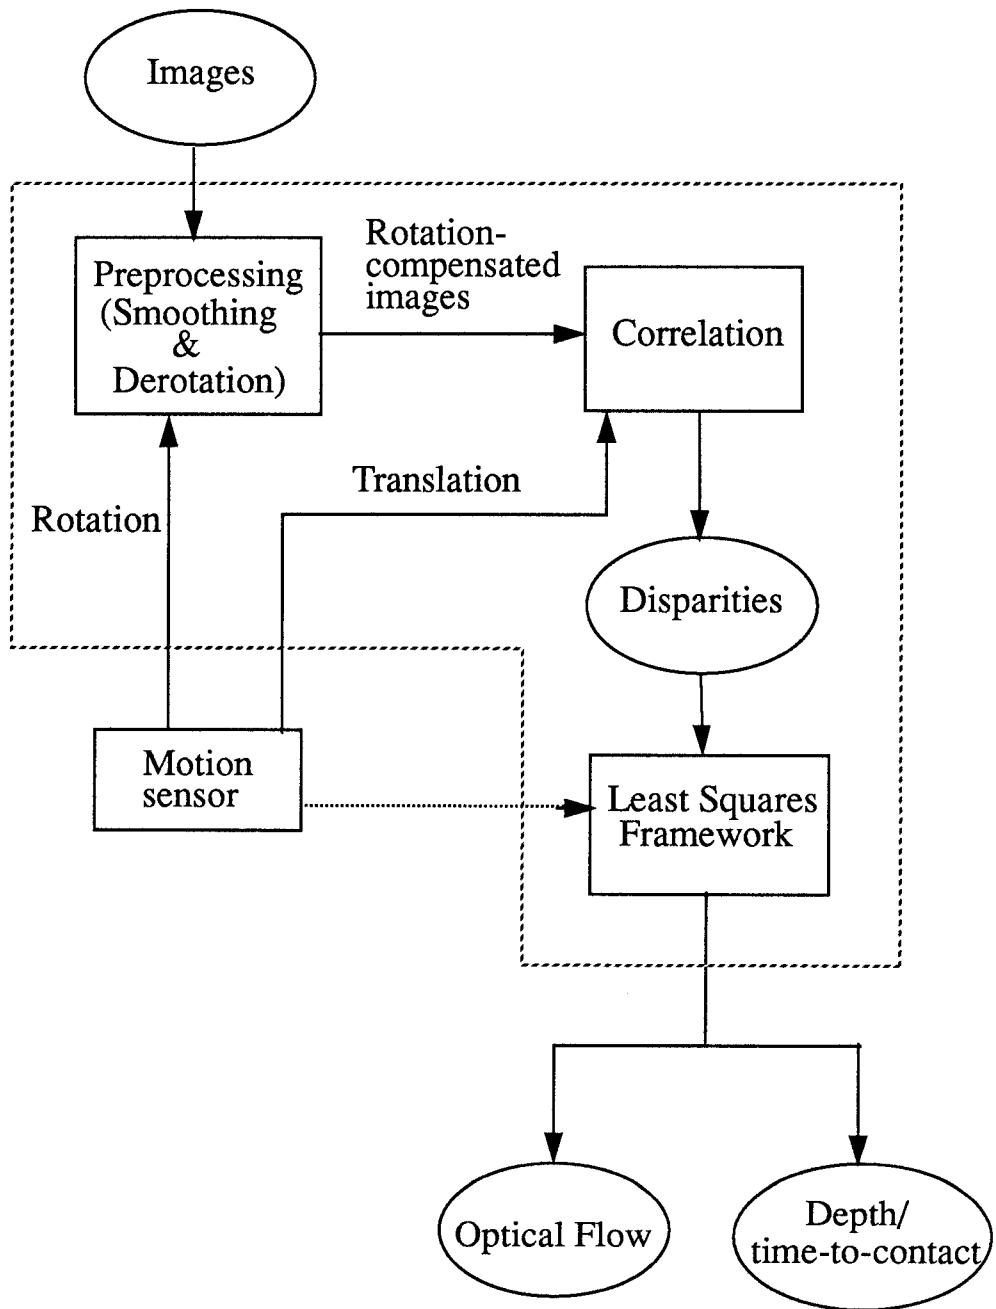 Images
Rotation-
compensated
images
Preprocessing
(Smoothing
&
Derotation)
Correlation
Translation
Rotation
Disparities
Motion
sensor
Least Squares
Framework
Optical Flow
Depth/
time-to-contact